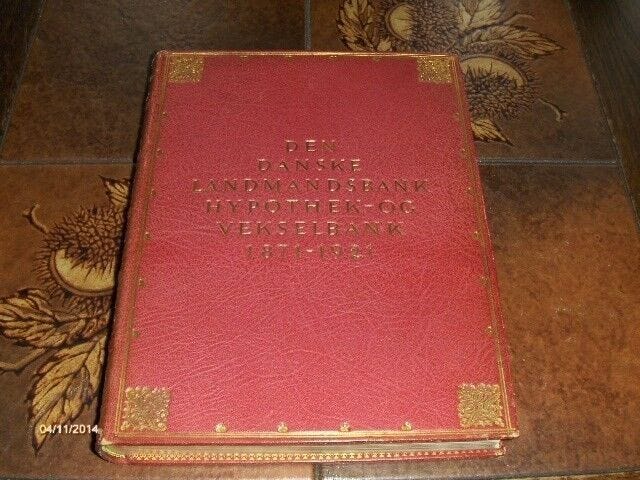 DEN
DANSKE
LANDMANDSBANK
HYPOTHEK-OG
VEKSELBANK
1871-1921
04/11/2014